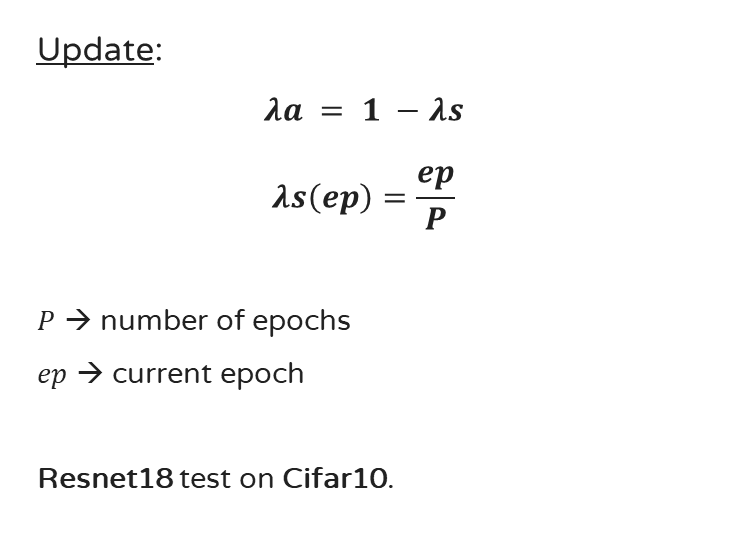 Update:
λa = 1 − λs
λs(ep) = ep/P
P → number of epochs
ep → current epoch
Resnet18 test on Cifar10.